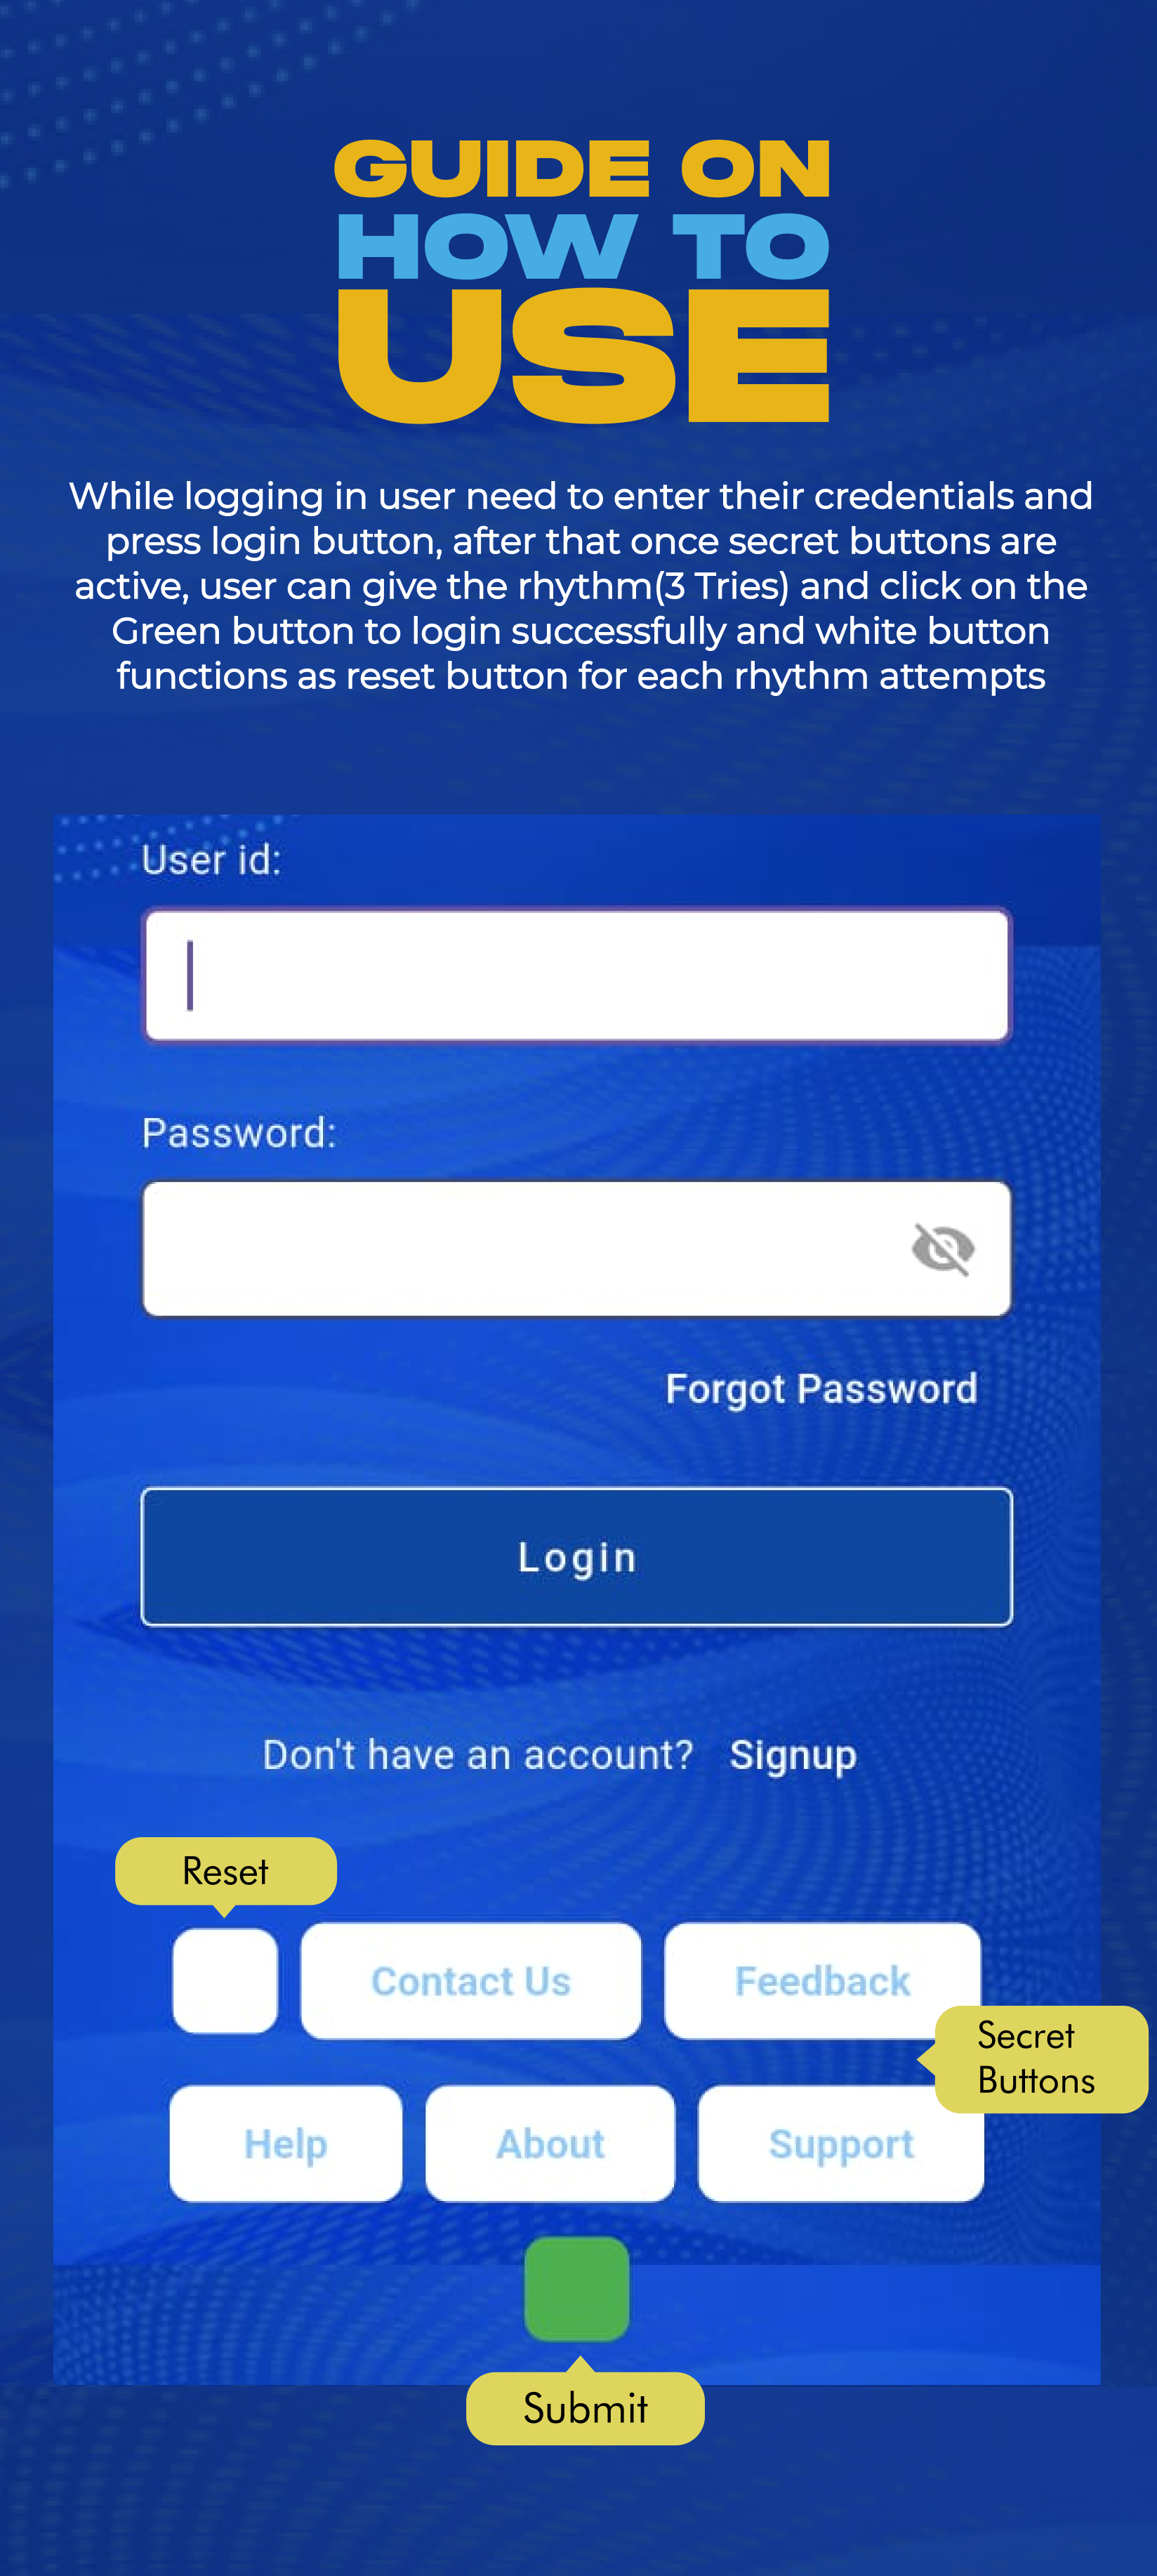 GUIDE ON
HOW TO
USE
While logging in user need to enter their credentials and
press login button, after that once secret buttons are
active, user can give the rhythm(3 Tries) and click on the
Green button to login successfully and white button
functions as reset button for each rhythm attempts
User id:
Password:
Forgot Password
Login
Don't have an account? Signup
Reset
Contact Us
Feedback
Secret
Buttons
Help
About
Support
Submit